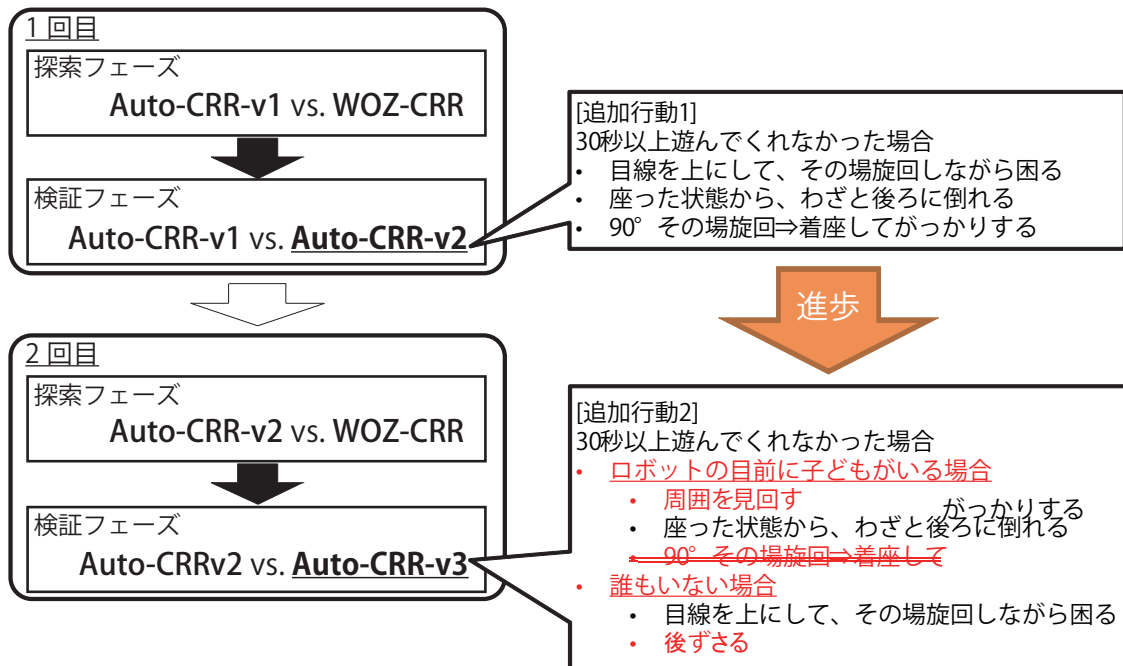 1 回目
探索フェーズ
Auto-CRR-v1 vs. WOZ-CRR
検証フェーズ
Auto-CRR-v1 vs. Auto-CRR-v2
[追加行動1]
30秒以上遊んでくれなかった場合
• 目線を上にして、その場旋回しながら困る
• 座った状態から、わざと後ろに倒れる
• 90°その場旋回⇒着座してがっかりする
進歩
2 回目
探索フェーズ
Auto-CRR-v2 vs. WOZ-CRR
検証フェーズ
Auto-CRRv2 vs. Auto-CRR-v3
[追加行動2]
30秒以上遊んでくれなかった場合
• ロボットの目前に子どもがいる場合
• 周囲を見回す
がっかりする
• 座った状態から、わざと後ろに倒れる
• 90°その場旋回⇒着座して
• 誰もいない場合
• 目線を上にして、その場旋回しながら困る
• 後ずさる